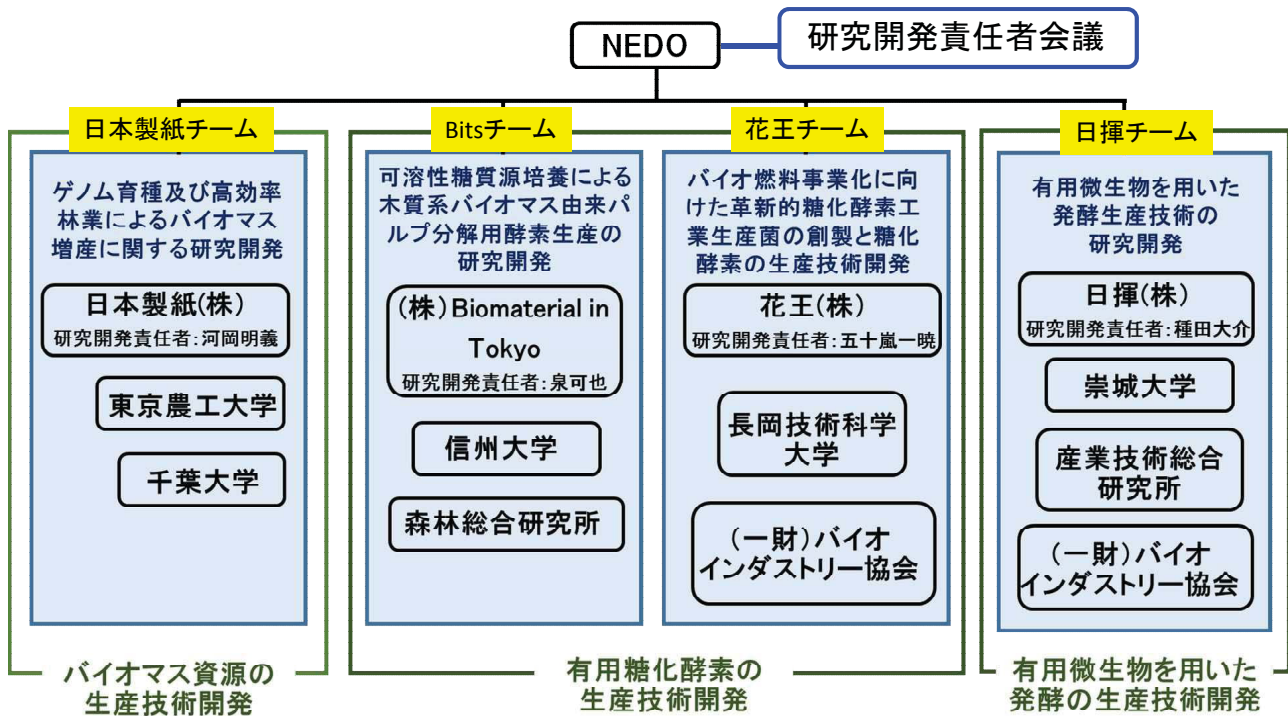 NEDO
研究開発責任者会議
日本製紙チーム
ゲノム育種及び高効率
林業によるバイオマス
増産に関する研究開発
日本製紙(株)
研究開発責任者:河岡明義
東京農工大学
千葉大学
バイオマス資源の
生産技術開発
Bitsチーム
可溶性糖質源培養による
木質系バイオマス由来パ
ルプ分解用酵素生産の
研究開発
(株)Biomaterial in
Tokyo
研究開発責任者:泉可也
信州大学
森林総合研究所
花王チーム
バイオ燃料事業化に向
けた革新的糖化酵素工
業生産菌の創製と糖化
酵素の生産技術開発
花王(株)
研究開発責任者:五十嵐一暁
長岡技術科学
大学
(一財)バイオ
インダストリー協会
有用糖化酵素の
生産技術開発
日揮チーム
有用微生物を用いた
発酵生産技術の
研究開発
日揮(株)
研究開発責任者:種田大介
崇城大学
産業技術総合
研究所
(一財)バイオ
インダストリー協会
有用微生物を用いた
発酵の生産技術開発